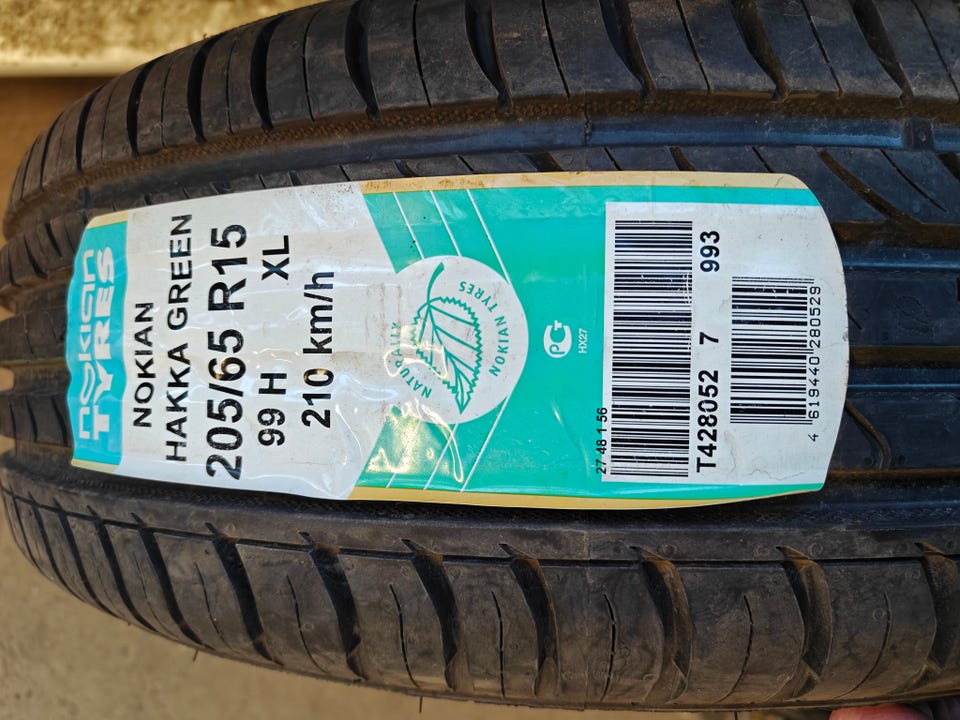 nokian
TYRES
NOKIAN
HAKKA GREEN
205/65 R15
99 H XL
210 km/h
NATURALLY
NOKIAN TYRES
РСТ
HX27
27 48 1 56
T428052 7 993
4 619440 280529